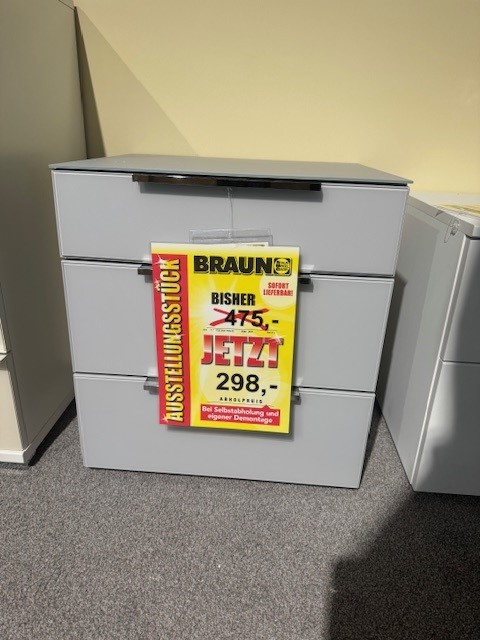 AUSSTELLUNGSSTÜCK
BRAUN
SOFORT
LIEFERBAR!
BISHER
475,-
JETZT
298,-
ABHOLPREIS
Bei Selbstabholung und
eigener Demontage